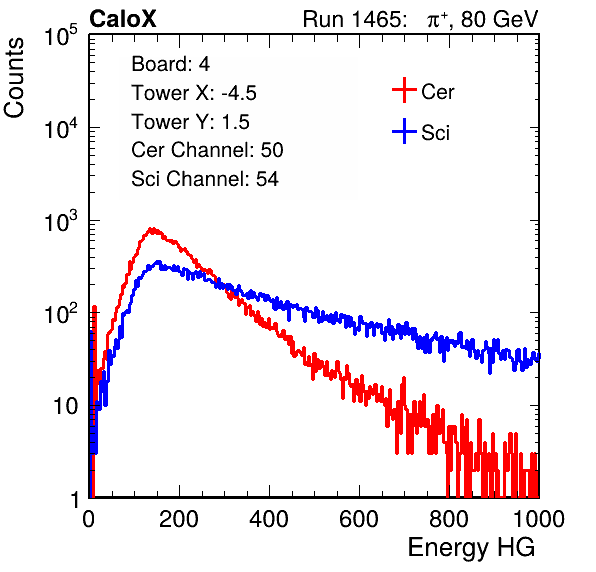 CaloX Run 1465: π⁺, 80 GeV
Counts
10⁵
10⁴
10³
10²
10
1
Board: 4
Tower X: -4.5
Tower Y: 1.5
Cer Channel: 50
Sci Channel: 54
Cer
Sci
0 200 400 600 800 1000
Energy HG